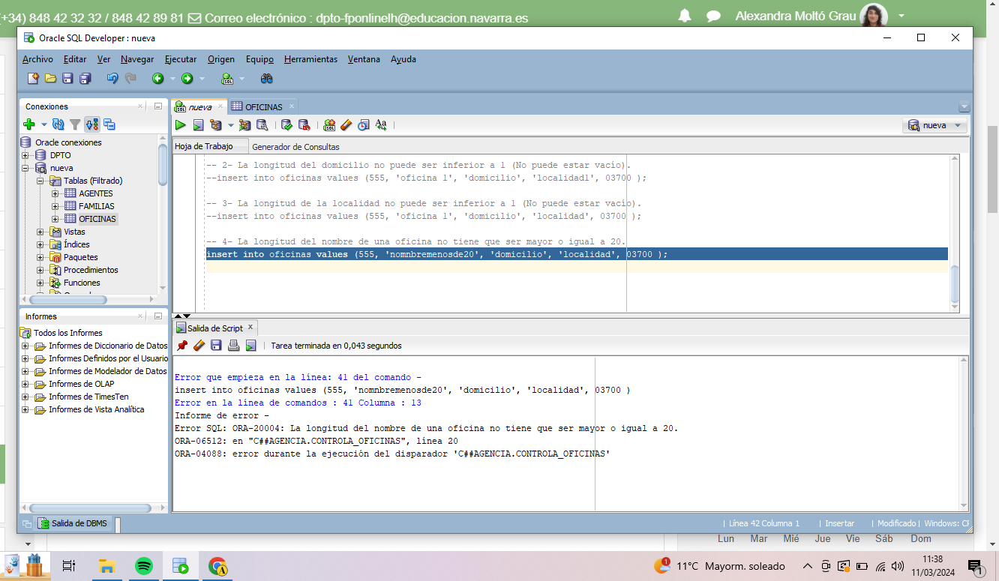 (+34) 848 42 32 32 / 848 42 89 81 Correo electrónico : dpto-fponlinelh@educacion.navarra.es
Alexandra Moltó Grau
Oracle SQL Developer : nueva
Archivo Editar Ver Navegar Ejecutar Origen Equipo Herramientas Ventana Ayuda
Conexiones
Oracle conexiones
DPTO
nueva
Tablas (Filtrado)
AGENTES
FAMILIAS
OFICINAS
Vistas
Índices
Paquetes
Procedimientos
Funciones
Informes
Todos los Informes
Informes de Diccionario de Datos
Informes Definidos por el Usuario
Informes de Modelador de Datos
Informes de OLAP
Informes de TimesTen
Informes de Vista Analítica
nueva OFICINAS
nueva
Hoja de Trabajo Generador de Consultas
-- 2- La longitud del domicilio no puede ser inferior a 1 (No puede estar vacío).
--insert into oficinas values (555, 'oficina 1', 'domicilio', 'localidad1', 03700 );
-- 3- La longitud de la localidad no puede ser inferior a 1 (No puede estar vacío).
--insert into oficinas values (555, 'oficina 1', 'domicilio', 'localidad', 03700 );
-- 4- La longitud del nombre de una oficina no tiene que ser mayor o igual a 20.
insert into oficinas values (555, 'nomnbremenosde20', 'domicilio', 'localidad', 03700 );
Salida de Script
Tarea terminada en 0,043 segundos
Error que empieza en la línea: 41 del comando -
insert into oficinas values (555, 'nomnbremenosde20', 'domicilio', 'localidad', 03700 )
Error en la línea de comandos : 41 Columna : 13
Informe de error -
Error SQL: ORA-20004: La longitud del nombre de una oficina no tiene que ser mayor o igual a 20.
ORA-06512: en "C##AGENCIA.CONTROLA_OFICINAS", línea 20
ORA-04088: error durante la ejecución del disparador 'C##AGENCIA.CONTROLA_OFICINAS'
Salida de DBMS
Línea 42 Columna 1 | Insertar | Modificado | Windows: CR
Lun Mar Mié Jue Vie Sáb Dom
11°C Mayorm. soleado
11:38
11/03/2024